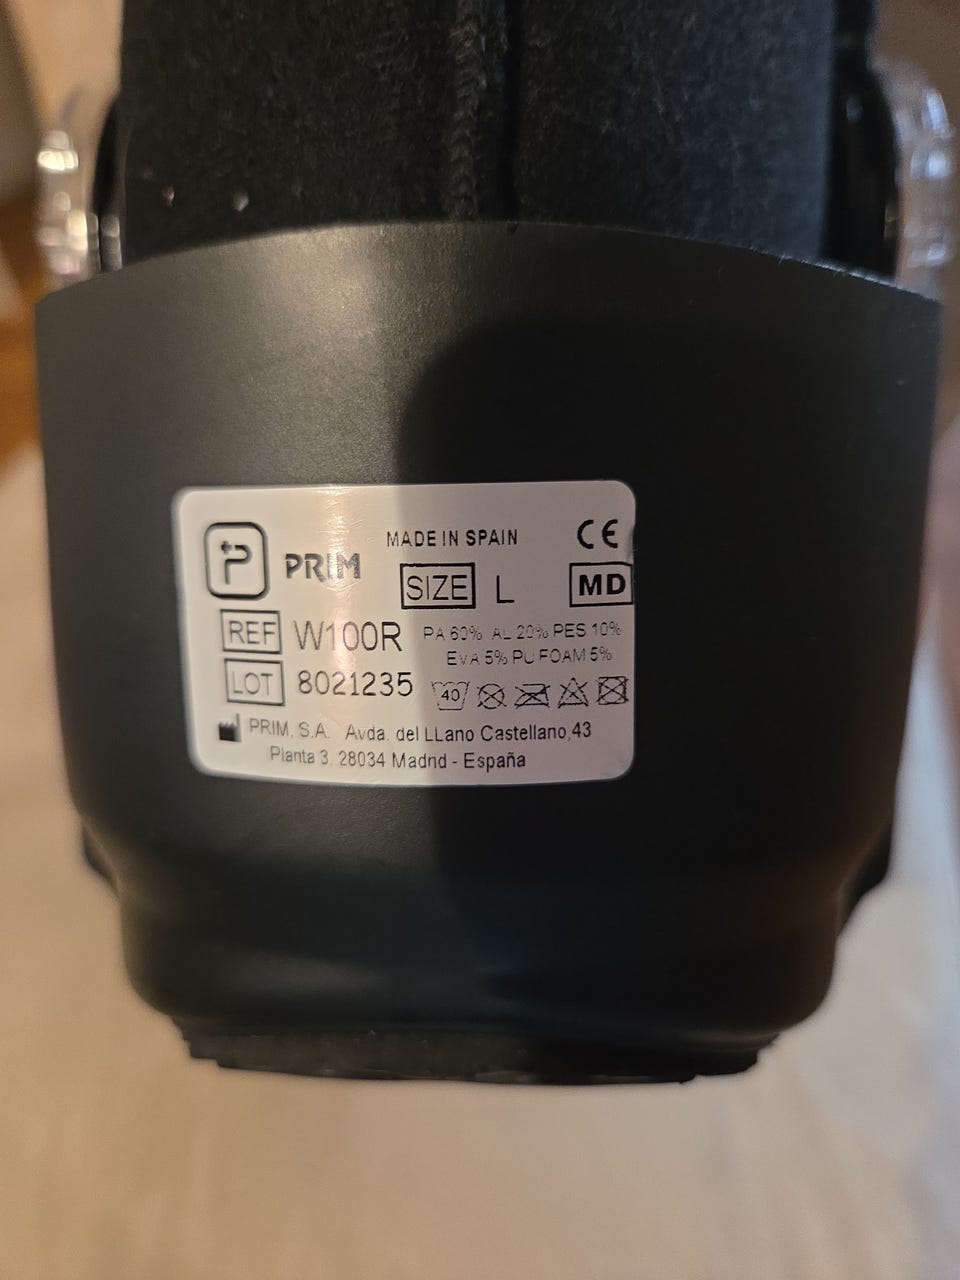 PRIM
MADE IN SPAIN
CE
SIZE L
MD
REF W100R
PA 60% AL 20% PES 10%
EVA 5% PU FOAM 5%
LOT 8021235
40
PRIM, S.A. Avda. del LLano Castellano,43
Planta 3, 28034 Madrid - España